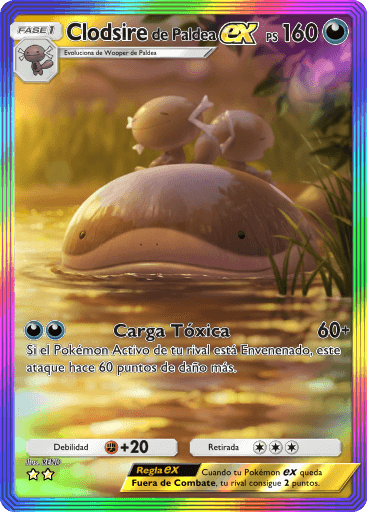 FASE 1
Clodsire de Paldea ex PS 160
Evoluciona de Wooper de Paldea
Carga Tóxica 60+
Si el Pokémon Activo de tu rival está Envenenado, este
ataque hace 60 puntos de daño más.
Debilidad +20 Retirada
Ilus. REND
Regla ex Cuando tu Pokémon ex queda
Fuera de Combate, tu rival consigue 2 puntos.